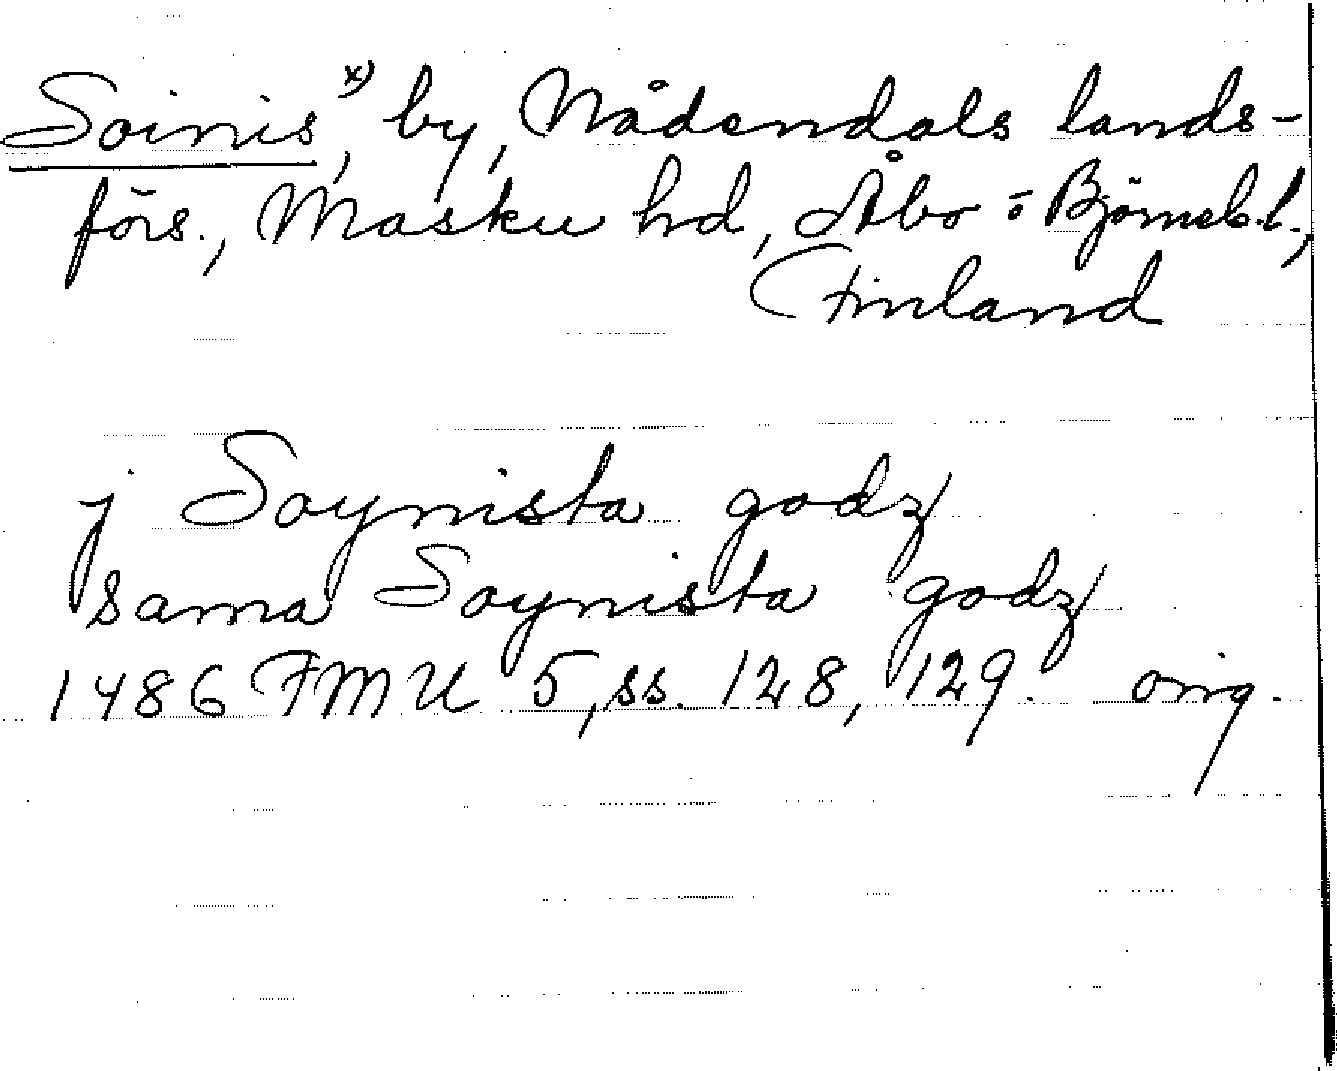 Soinis x), by, Nådendals lands-
förs., Masku hd, Åbo o Björneb. l.,
Finland
j Soynista godz
sama Soynista godz
1486 FMU 5, ss. 128, 129. orig.